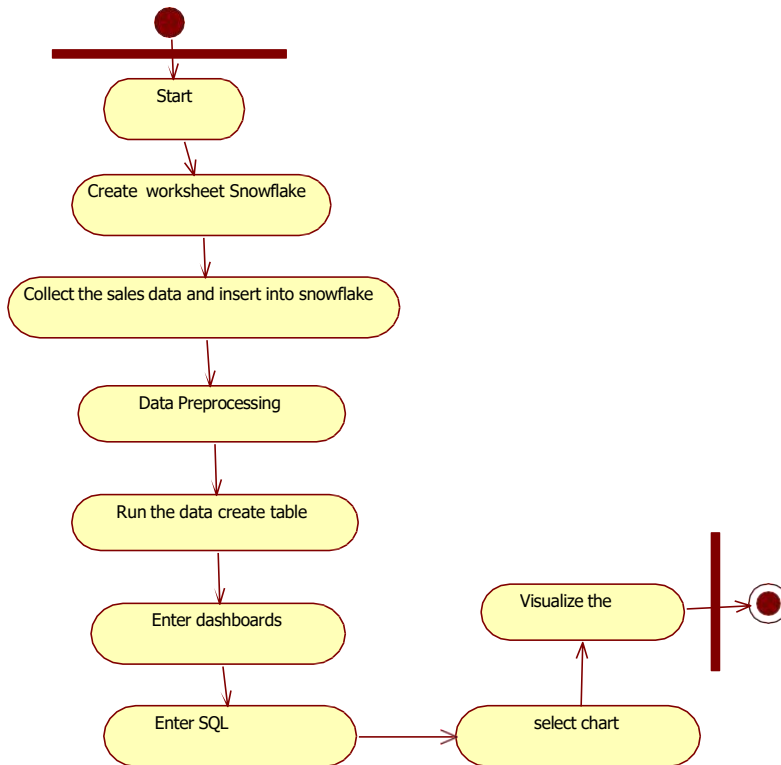 Start
Create worksheet Snowflake
Collect the sales data and insert into snowflake
Data Preprocessing
Run the data create table
Enter dashboards
Enter SQL
select chart
Visualize the